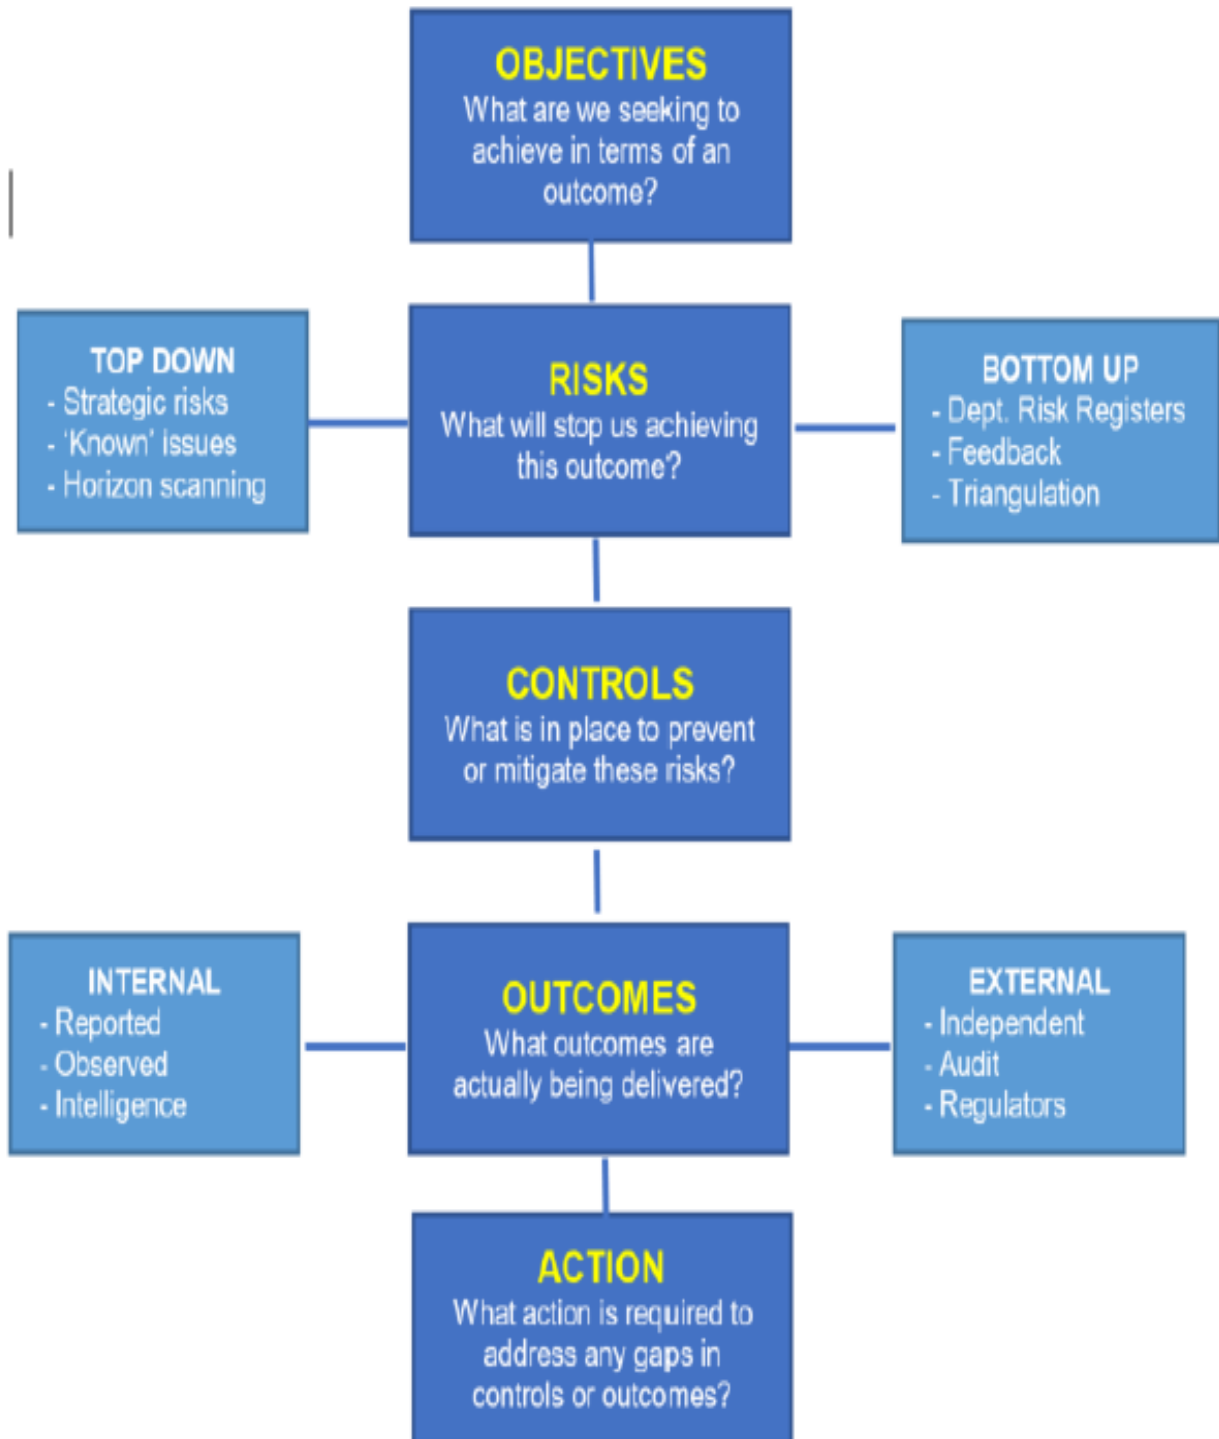 OBJECTIVES
What are we seeking to
achieve in terms of an
outcome?
TOP DOWN
- Strategic risks
- ‘Known’ issues
- Horizon scanning
RISKS
What will stop us achieving
this outcome?
BOTTOM UP
- Dept. Risk Registers
- Feedback
- Triangulation
CONTROLS
What is in place to prevent
or mitigate these risks?
INTERNAL
- Reported
- Observed
- Intelligence
OUTCOMES
What outcomes are
actually being delivered?
EXTERNAL
- Independent
- Audit
- Regulators
ACTION
What action is required to
address any gaps in
controls or outcomes?